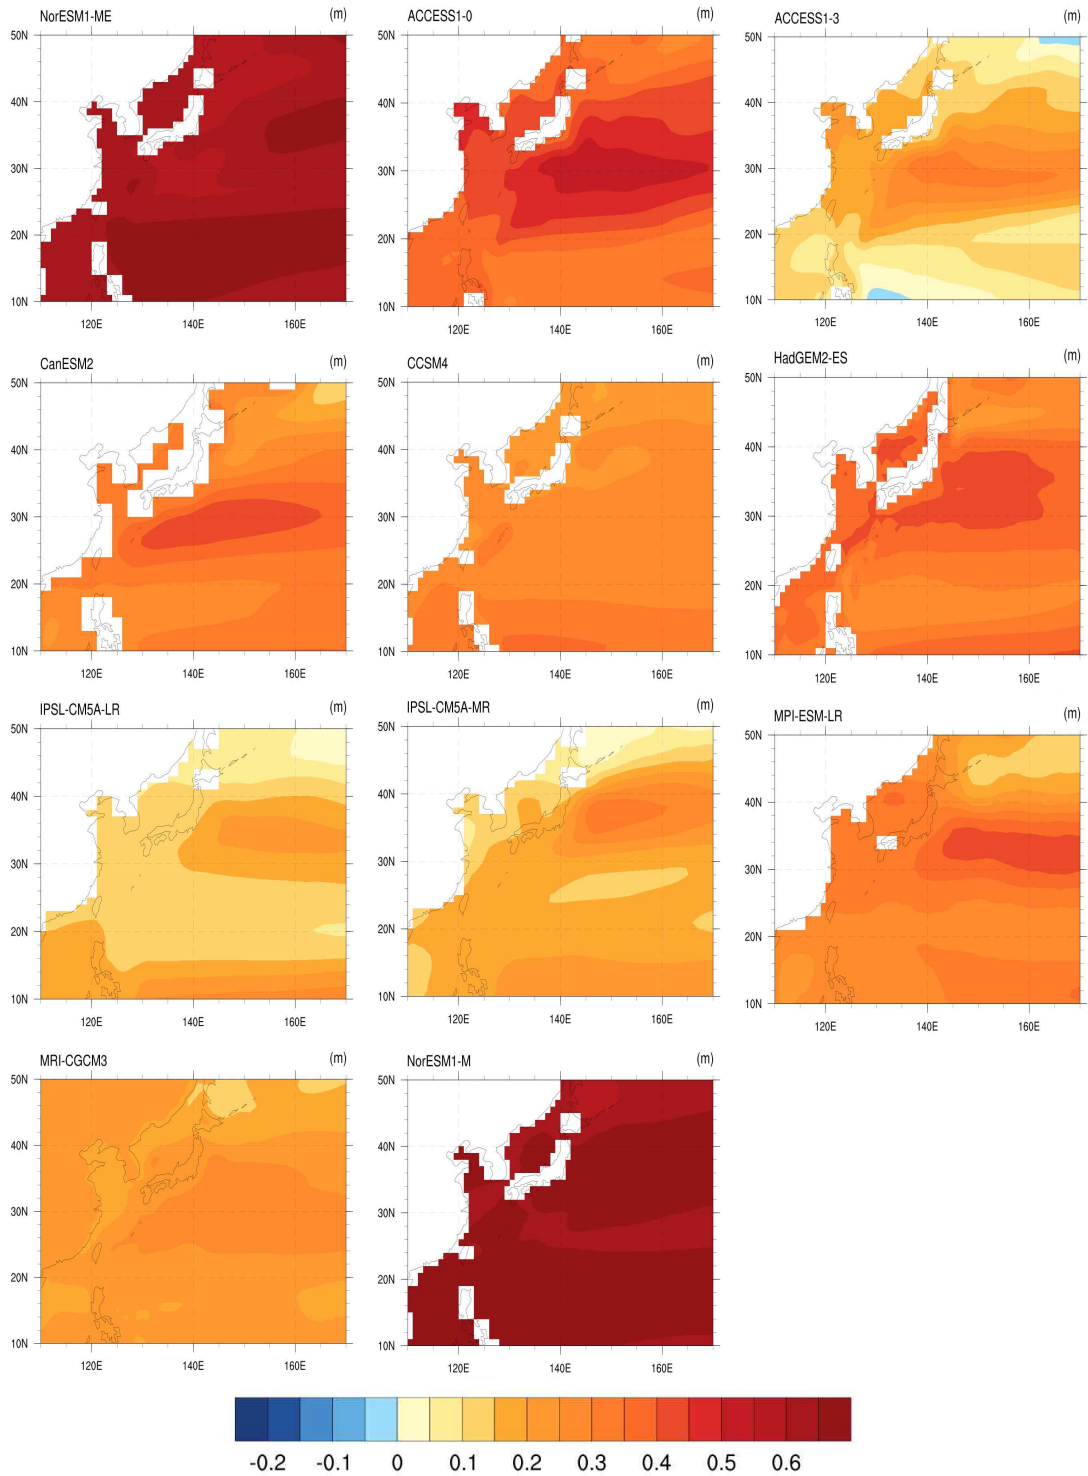 NorESM1-ME (m)
50N
40N
30N
20N
10N
120E 140E 160E
ACCESS1-0 (m)
50N
40N
30N
20N
10N
120E 140E 160E
ACCESS1-3 (m)
50N
40N
30N
20N
10N
120E 140E 160E
CanESM2 (m)
50N
40N
30N
20N
10N
120E 140E 160E
CCSM4 (m)
50N
40N
30N
20N
10N
120E 140E 160E
HadGEM2-ES (m)
50N
40N
30N
20N
10N
120E 140E 160E
IPSL-CM5A-LR (m)
50N
40N
30N
20N
10N
120E 140E 160E
IPSL-CM5A-MR (m)
50N
40N
30N
20N
10N
120E 140E 160E
MPI-ESM-LR (m)
50N
40N
30N
20N
10N
120E 140E 160E
MRI-CGCM3 (m)
50N
40N
30N
20N
10N
120E 140E 160E
NorESM1-M (m)
50N
40N
30N
20N
10N
120E 140E 160E
-0.2 -0.1 0 0.1 0.2 0.3 0.4 0.5 0.6